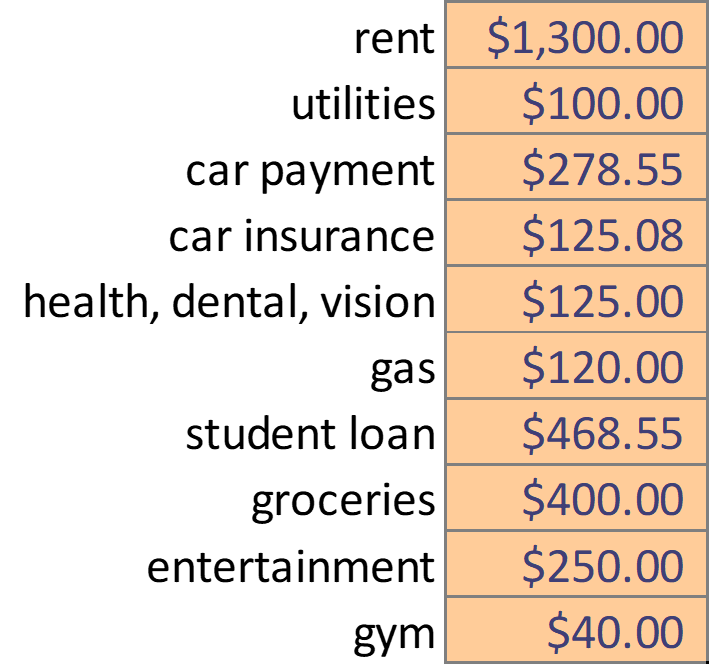 rent $1,300.00
utilities $100.00
car payment $278.55
car insurance $125.08
health, dental, vision $125.00
gas $120.00
student loan $468.55
groceries $400.00
entertainment $250.00
gym $40.00